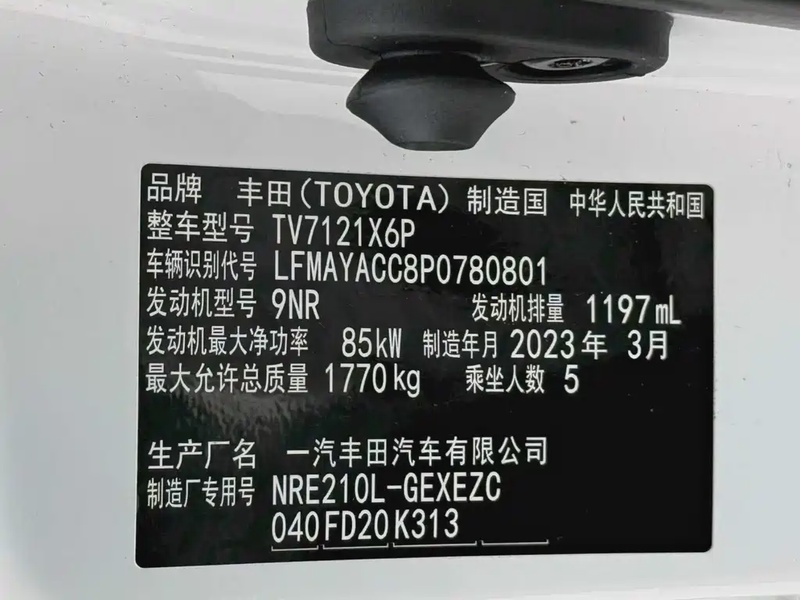 品牌 丰田(TOYOTA) 制造国 中华人民共和国
整车型号 TV7121X6P
车辆识别代号 LFMAYACC8P0780801
发动机型号 9NR 发动机排量 1197mL
发动机最大净功率 85kW 制造年月 2023年 3月
最大允许总质量 1770kg 乘坐人数 5
生产厂名 一汽丰田汽车有限公司
制造厂专用号 NRE210L-GEXEZC
040FD20K313